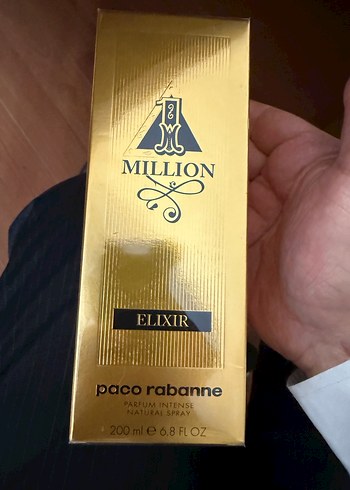 1
MILLION
ELIXIR
paco rabanne
PARFUM INTENSE
NATURAL SPRAY
200 ml ℮ 6.8 FL OZ